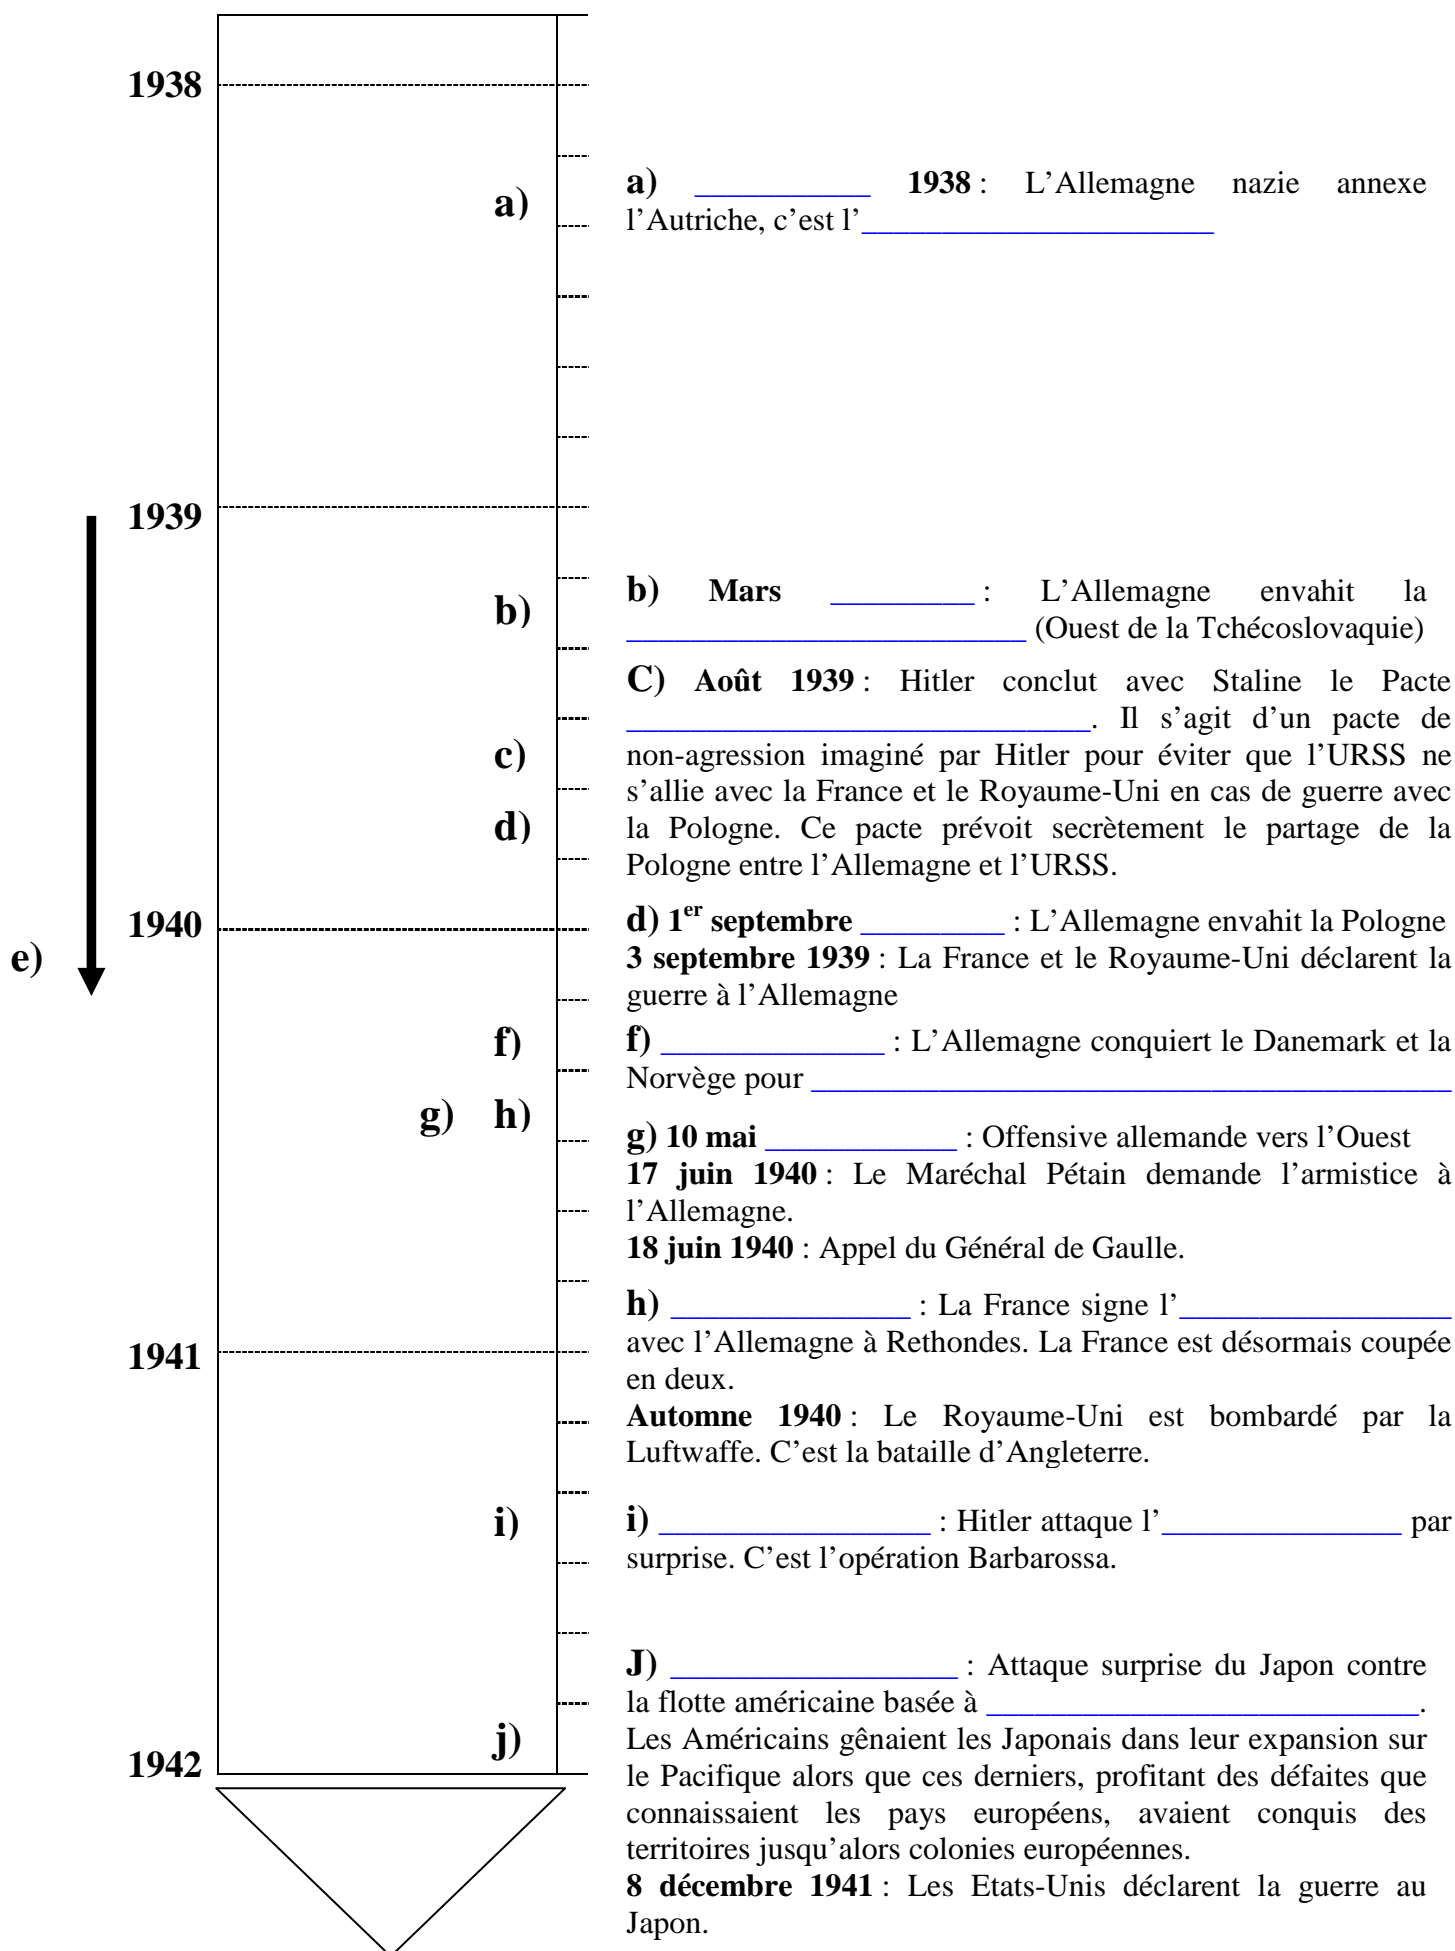 1938
a)
a) ___________ 1938 : L’Allemagne nazie annexe
l’Autriche, c’est l’______________________
1939
b)
b) Mars _________ : L’Allemagne envahit la
_________________________ (Ouest de la Tchécoslovaquie)
C) Août 1939 : Hitler conclut avec Staline le Pacte
_____________________________. Il s’agit d’un pacte de
c)
non-agression imaginé par Hitler pour éviter que l’URSS ne
s’allie avec la France et le Royaume-Uni en cas de guerre avec
d)
la Pologne. Ce pacte prévoit secrètement le partage de la
Pologne entre l’Allemagne et l’URSS.
1940
e)
d) 1er septembre _________ : L’Allemagne envahit la Pologne
3 septembre 1939 : La France et le Royaume-Uni déclarent la
guerre à l’Allemagne
f)
f) ______________ : L’Allemagne conquiert le Danemark et la
Norvège pour ________________________________________
g) h)
g) 10 mai ____________ : Offensive allemande vers l’Ouest
17 juin 1940 : Le Maréchal Pétain demande l’armistice à
l’Allemagne.
18 juin 1940 : Appel du Général de Gaulle.
h) _______________ : La France signe l’_________________
1941
avec l’Allemagne à Rethondes. La France est désormais coupée
en deux.
Automne 1940 : Le Royaume-Uni est bombardé par la
Luftwaffe. C’est la bataille d’Angleterre.
i)
i) _________________ : Hitler attaque l’_______________ par
surprise. C’est l’opération Barbarossa.
J) __________________ : Attaque surprise du Japon contre
la flotte américaine basée à ___________________________.
j)
1942
Les Américains gênaient les Japonais dans leur expansion sur
le Pacifique alors que ces derniers, profitant des défaites que
connaissaient les pays européens, avaient conquis des
territoires jusqu’alors colonies européennes.
8 décembre 1941 : Les Etats-Unis déclarent la guerre au
Japon.